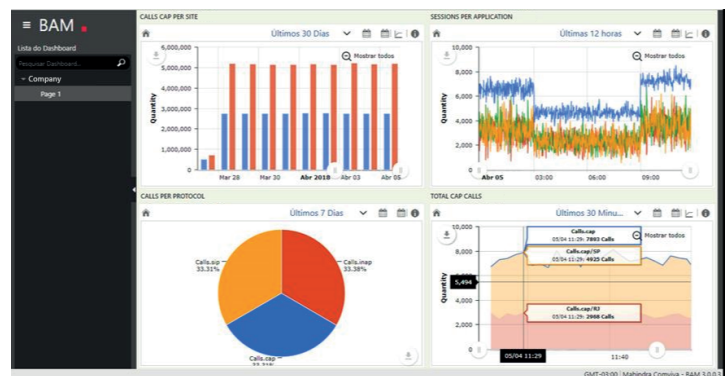 BAM
Lista do Dashboard
Pesquisar Dashboard...
Company
Page 1
CALLS CAP PER SITE
Últimos 30 Dias
Mostrar todos
6,000,000
5,000,000
4,000,000
3,000,000
2,000,000
1,000,000
0
Quantity
Mar 28
Mar 30
Abr 2018
Abr 03
Abr 05
SESSIONS PER APPLICATION
Últimas 12 horas
Mostrar todos
10,000
8,000
6,000
4,000
2,000
0
Quantity
Abr 05
03:00
06:00
09:00
CALLS PER PROTOCOL
Últimos 7 Dias
Calls.sip
33.31%
Calls.inap
33.38%
Calls.cap
TOTAL CAP CALLS
Últimos 30 Minu...
Mostrar todos
10,000
8,000
5,494
4,000
2,000
0
Quantity
Calls.cap
05/04 11:29: 7893 Calls
Calls.cap/SP
05/04 11:29: 4925 Calls
Calls.cap/RJ
05/04 11:29: 2968 Calls
05/04 11:29
11:40
GMT-03:00 | Mahindra Comviva - BAM 3.0.0.3